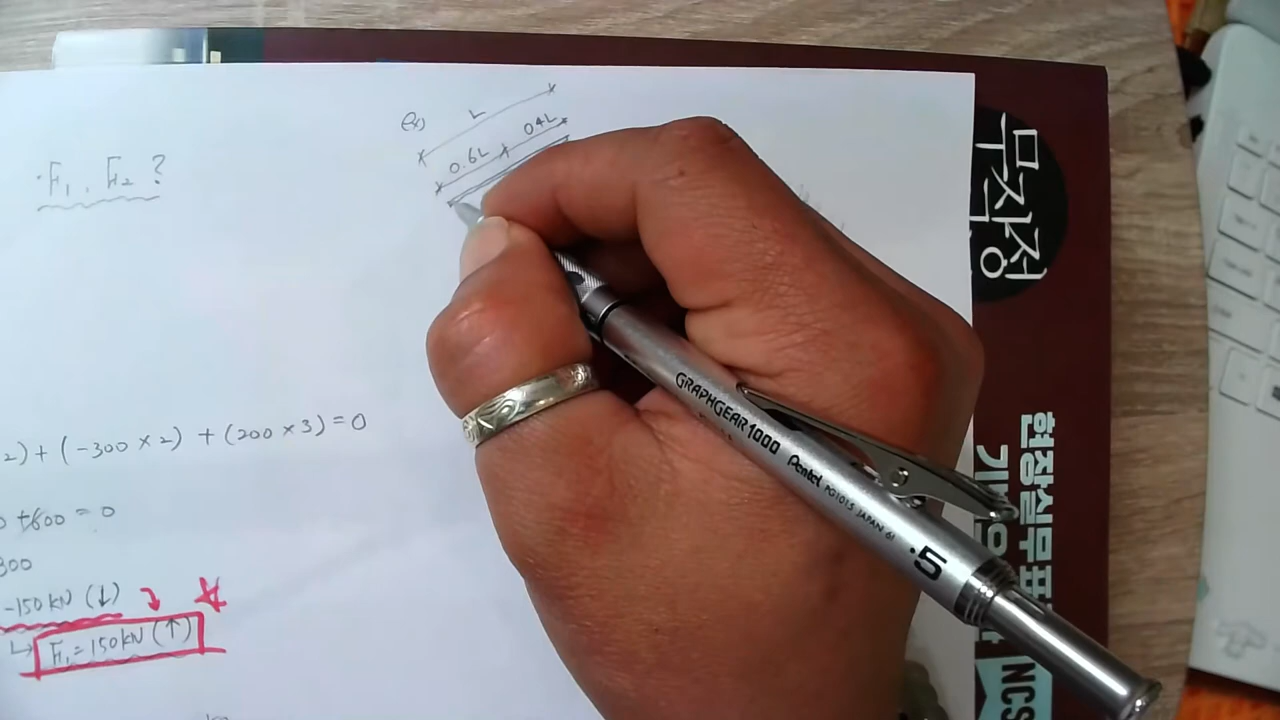 F₁, F₂ ?
2) + (-300 × 2) + (200 × 3) = 0
+600 = 0
300
-150 kN (↓)
↳ F₁ = 150 kN (↑)
ex)
L
0.6L 0.4L
GRAPHGEAR 1000 Pentel PG1015 JAPAN
.5
무작정
현장실무
NCS